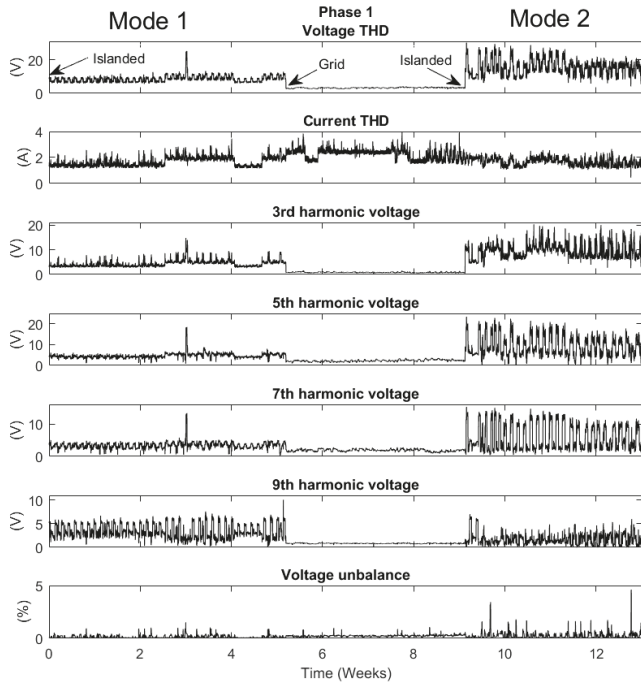 Mode 1
Phase 1
Mode 2
Voltage THD
20
(V)
0
Islanded
Grid
Islanded
Current THD
4
2
(A)
0
3rd harmonic voltage
20
10
(V)
0
5th harmonic voltage
20
10
(V)
0
7th harmonic voltage
10
(V)
0
9th harmonic voltage
10
5
(V)
0
Voltage unbalance
5
(%)
0
0 2 4 6 8 10 12
Time (Weeks)